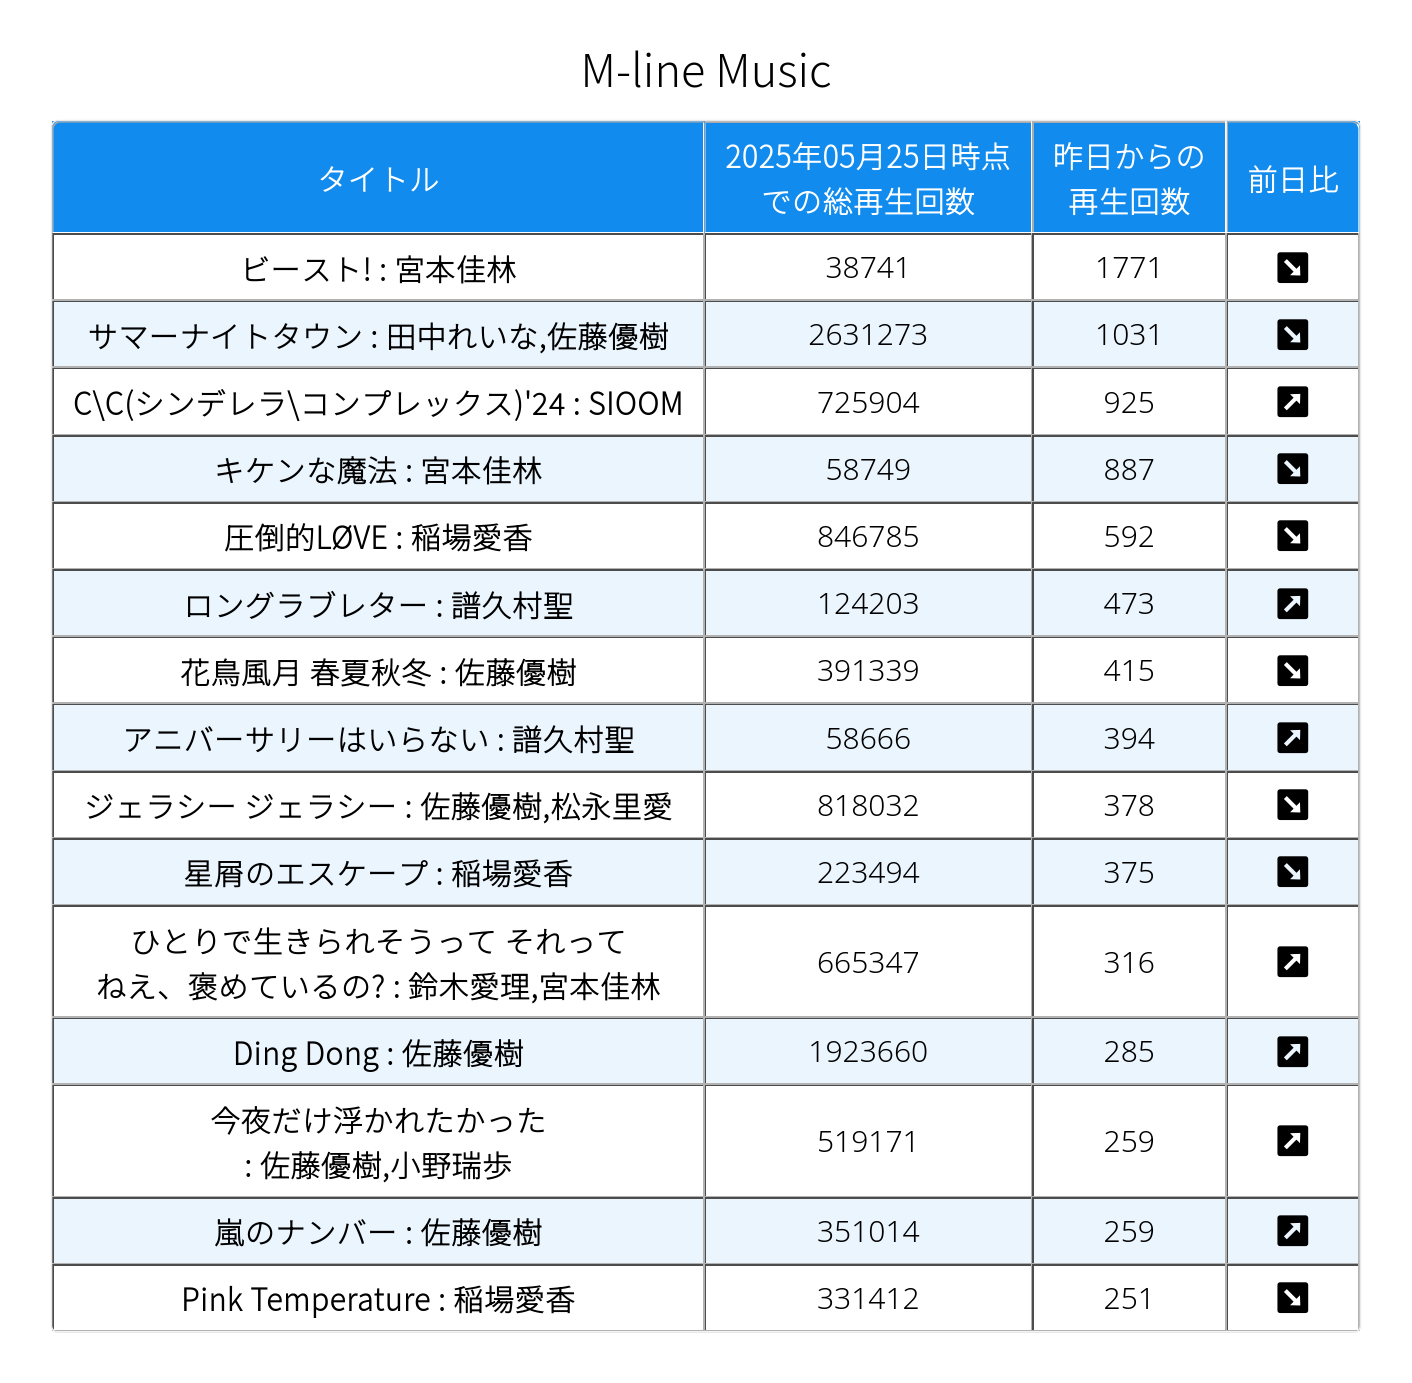 M-line Music
タイトル
2025年05月25日時点
での総再生回数
昨日からの
再生回数
前日比
ビースト! : 宮本佳林 38741 1771 ↘
サマーナイトタウン : 田中れいな,佐藤優樹 2631273 1031 ↘
C\C(シンデレラ\コンプレックス)'24 : SIOOM 725904 925 ↗
キケンな魔法 : 宮本佳林 58749 887 ↘
圧倒的LØVE : 稲場愛香 846785 592 ↘
ロングラブレター : 譜久村聖 124203 473 ↗
花鳥風月 春夏秋冬 : 佐藤優樹 391339 415 ↘
アニバーサリーはいらない : 譜久村聖 58666 394 ↗
ジェラシー ジェラシー : 佐藤優樹,松永里愛 818032 378 ↘
星屑のエスケープ : 稲場愛香 223494 375 ↘
ひとりで生きられそうって それって
ねえ、褒めているの? : 鈴木愛理,宮本佳林 665347 316 ↗
Ding Dong : 佐藤優樹 1923660 285 ↗
今夜だけ浮かれたかった
: 佐藤優樹,小野瑞歩 519171 259 ↗
嵐のナンバー : 佐藤優樹 351014 259 ↗
Pink Temperature : 稲場愛香 331412 251 ↘